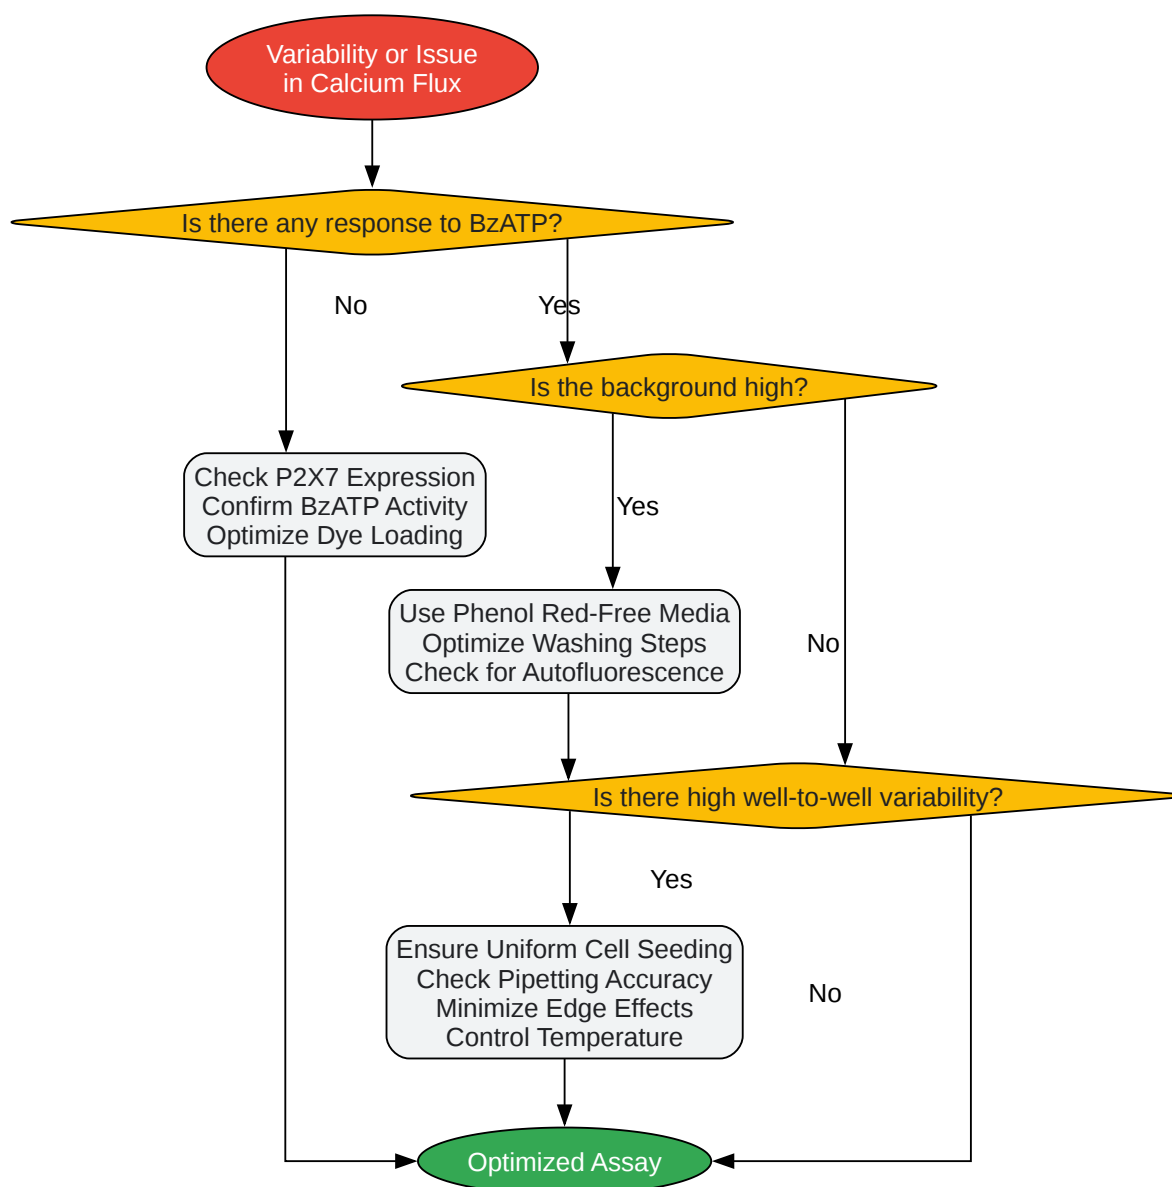 Variability or Issue
in Calcium Flux
Is there any response to BzATP?
No
Yes
Is the background high?
Check P2X7 Expression
Confirm BzATP Activity
Optimize Dye Loading
Yes
Use Phenol Red-Free Media
Optimize Washing Steps
Check for Autofluorescence
No
Is there high well-to-well variability?
Yes
Ensure Uniform Cell Seeding
Check Pipetting Accuracy
Minimize Edge Effects
Control Temperature
No
Optimized Assay